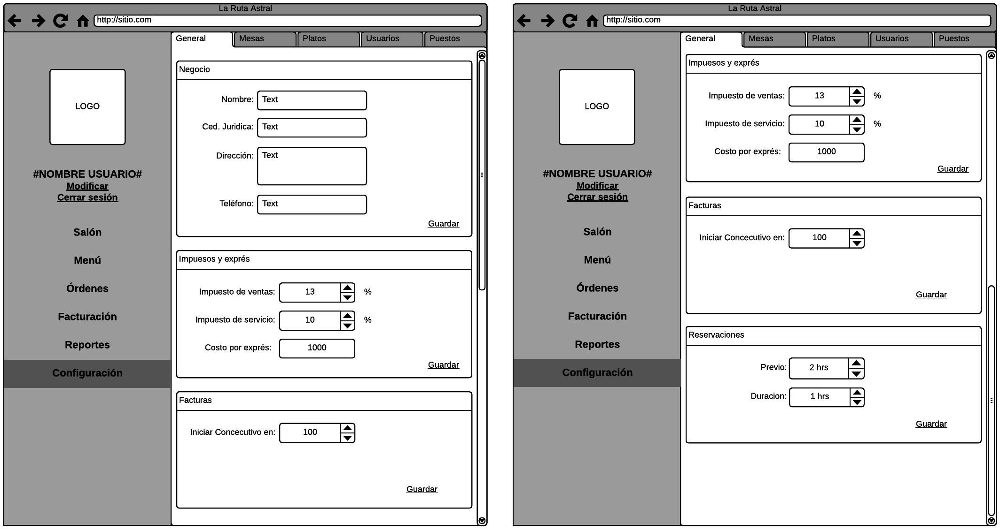 La Ruta Astral
http://sitio.com
General Mesas Platos Usuarios Puestos
LOGO
#NOMBRE USUARIO#
Modificar
Cerrar sesión
Salón
Menú
Órdenes
Facturación
Reportes
Configuración
Negocio
Nombre: Text
Ced. Juridica: Text
Dirección: Text
Teléfono: Text
Guardar
Impuesos y exprés
Impuesto de ventas: 13 %
Impuesto de servicio: 10 %
Costo por exprés: 1000
Guardar
Facturas
Iniciar Concecutivo en: 100
Guardar
La Ruta Astral
http://sitio.com
General Mesas Platos Usuarios Puestos
LOGO
#NOMBRE USUARIO#
Modificar
Cerrar sesión
Salón
Menú
Órdenes
Facturación
Reportes
Configuración
Impuesos y exprés
Impuesto de ventas: 13 %
Impuesto de servicio: 10 %
Costo por exprés: 1000
Guardar
Facturas
Iniciar Concecutivo en: 100
Guardar
Reservaciones
Previo: 2 hrs
Duracion: 1 hrs
Guardar